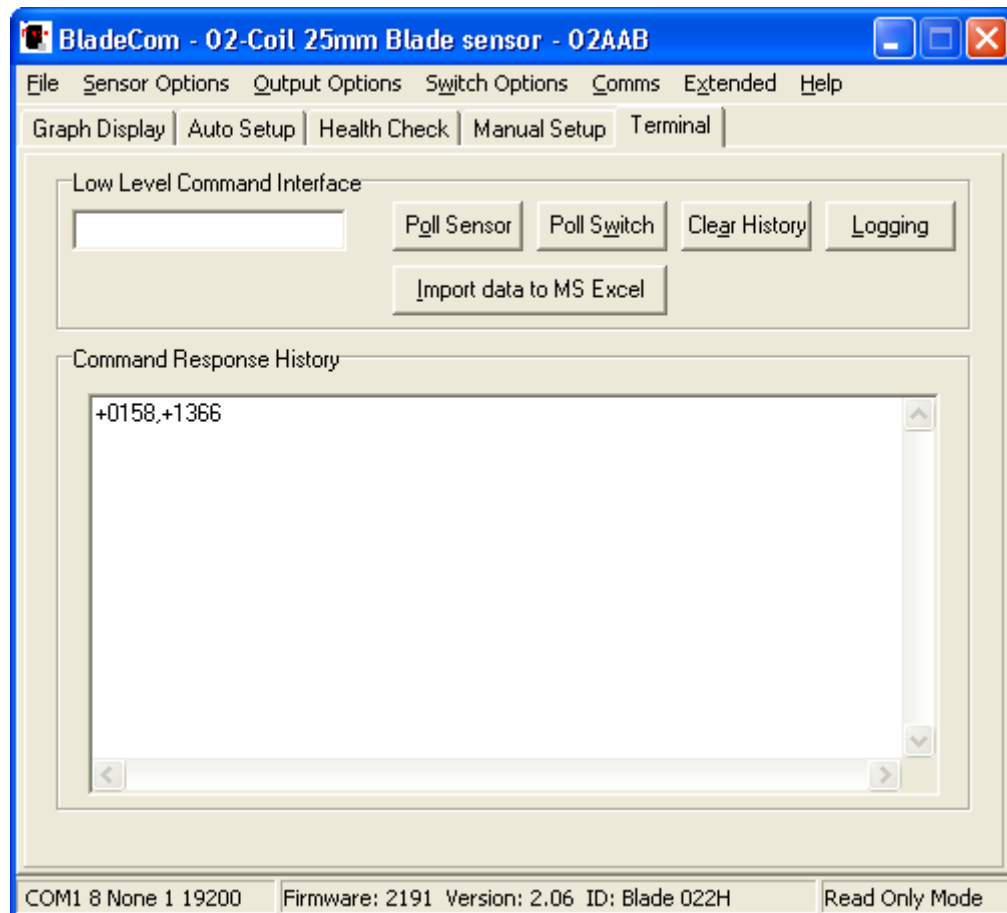 BladeCom - 02-Coil 25mm Blade sensor - 02AAB
File Sensor Options Output Options Switch Options Comms Extended Help
Graph Display Auto Setup Health Check Manual Setup Terminal
Low Level Command Interface
Poll Sensor Poll Switch Clear History Logging
Import data to MS Excel
Command Response History
+0158,+1366
COM1 8 None 1 19200 Firmware: 2191 Version: 2.06 ID: Blade 022H Read Only Mode